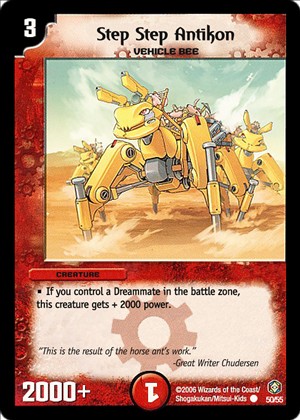 3
Step Step Antikon
VEHICLE BEE
CREATURE
▪ If you control a Dreammate in the battle zone,
this creature gets + 2000 power.
"This is the result of the horse ant's work."
-Great Writer Chudersen
2000+
1
©2006 Wizards of the Coast/
Shogakukan/Mitsui-Kids ● 50/55